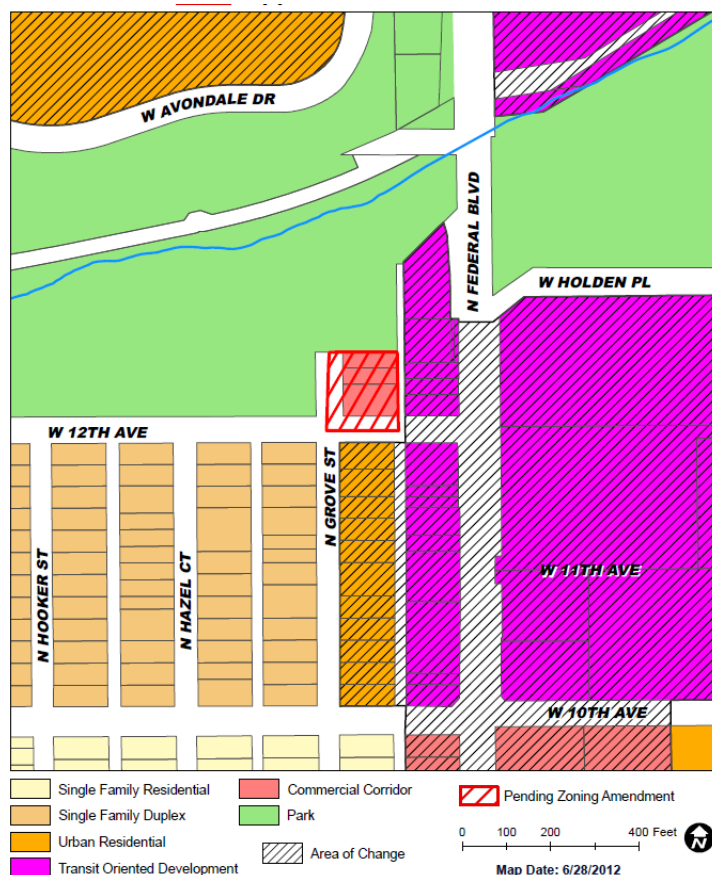 W AVONDALE DR
N FEDERAL BLVD
W HOLDEN PL
W 12TH AVE
N GROVE ST
N HOOKER ST
N HAZEL CT
W 11TH AVE
W 10TH AVE
Single Family Residential
Single Family Duplex
Urban Residential
Transit Oriented Development
Commercial Corridor
Park
Area of Change
Pending Zoning Amendment
0 100 200 400 Feet
N
Map Date: 6/28/2012